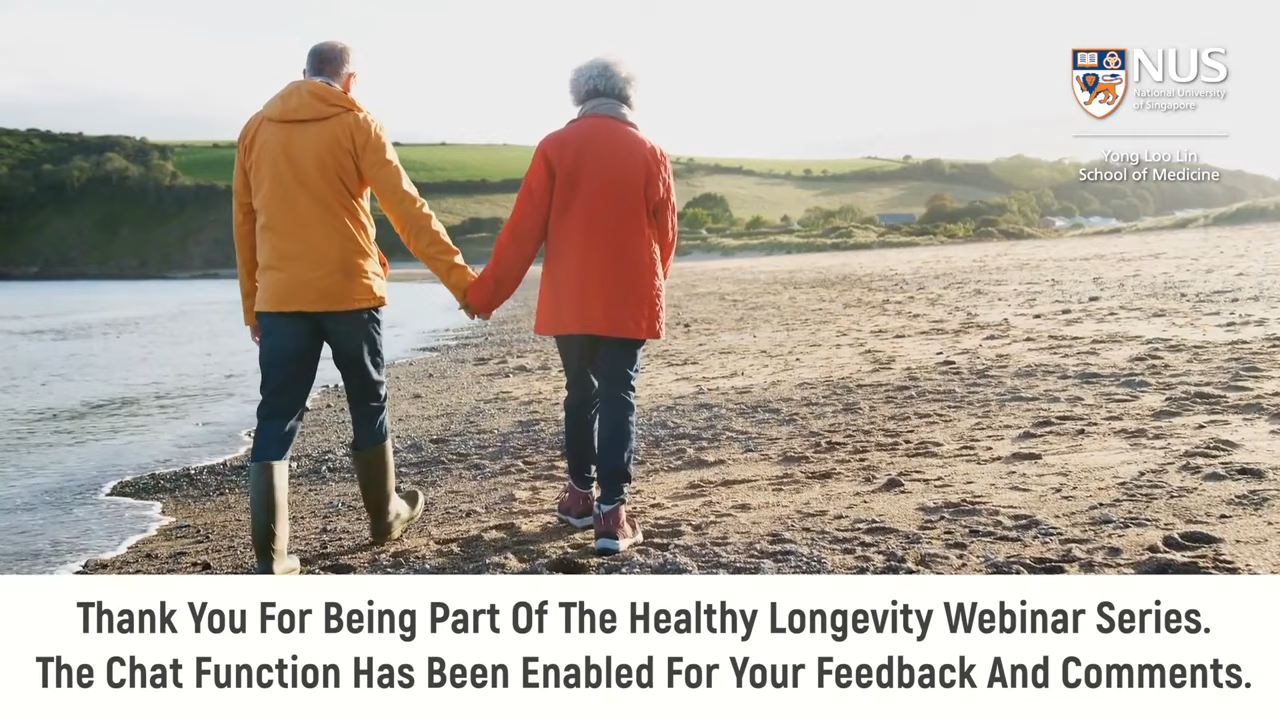 NUS
National University
of Singapore
Yong Loo Lin
School of Medicine
Thank You For Being Part Of The Healthy Longevity Webinar Series.
The Chat Function Has Been Enabled For Your Feedback And Comments.